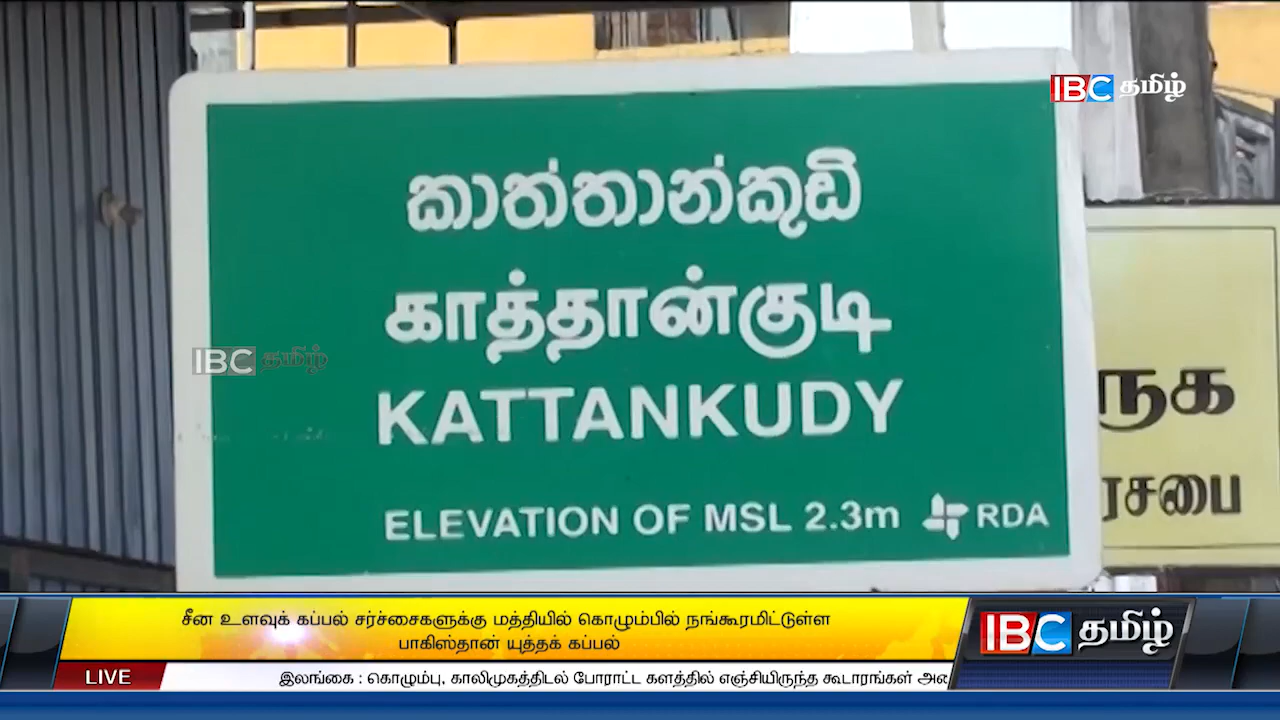 IBC தமிழ்
කාත්තාන්කුඩි
காத்தான்குடி
KATTANKUDY
ELEVATION OF MSL 2.3m RDA
IBC தமிழ்
ருக
ரசபை
சீன உளவுக் கப்பல் சர்ச்சைகளுக்கு மத்தியில் கொழும்பில் நங்கூரமிட்டுள்ள
பாகிஸ்தான் யுத்தக் கப்பல்
IBC தமிழ்
LIVE
இலங்கை : கொழும்பு, காலிமுகத்திடல் போராட்ட களத்தில் எஞ்சியிருந்த கூடாரங்கள்